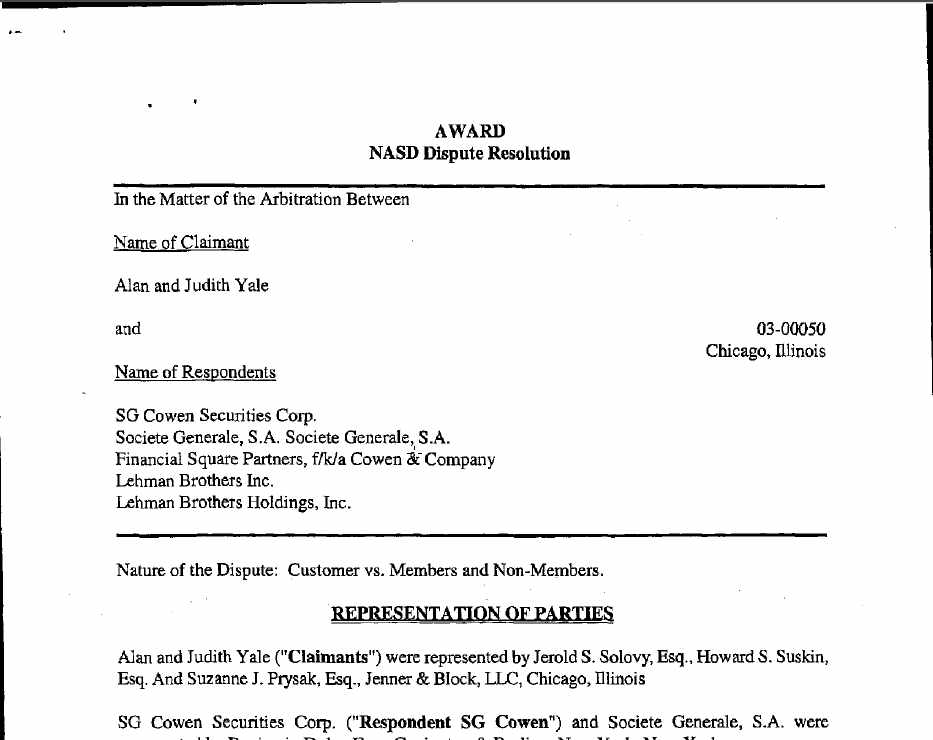 AWARD
NASD Dispute Resolution
In the Matter of the Arbitration Between
Name of Claimant
Alan and Judith Yale
and
03-00050
Chicago, Illinois
Name of Respondents
SG Cowen Securities Corp.
Societe Generale, S.A. Societe Generale, S.A.
Financial Square Partners, f/k/a Cowen & Company
Lehman Brothers Inc.
Lehman Brothers Holdings, Inc.
Nature of the Dispute: Customer vs. Members and Non-Members.
REPRESENTATION OF PARTIES
Alan and Judith Yale ("Claimants") were represented by Jerold S. Solovy, Esq., Howard S. Suskin,
Esq. And Suzanne J. Prysak, Esq., Jenner & Block, LLC, Chicago, Illinois
SG Cowen Securities Corp. ("Respondent SG Cowen") and Societe Generale, S.A. were